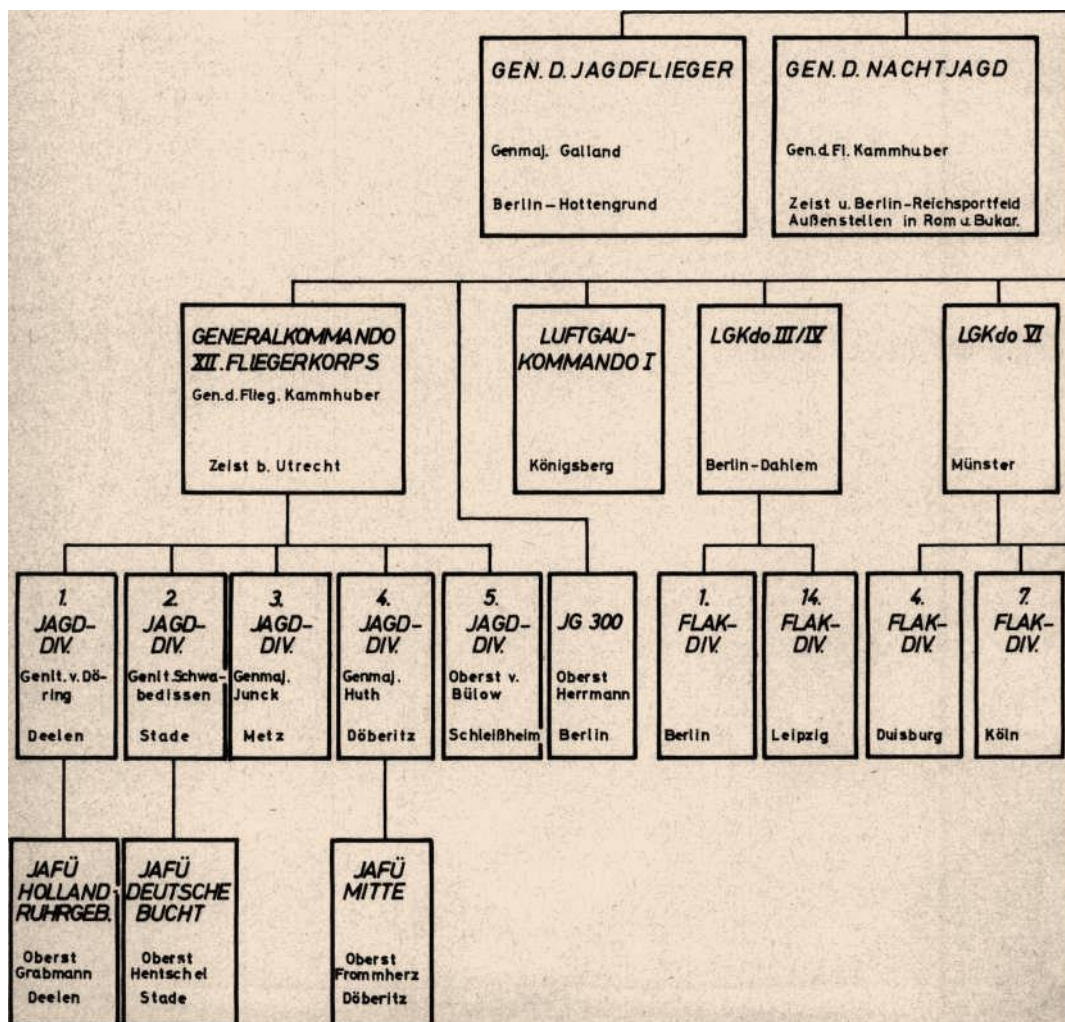 GEN. D. JAGDFLIEGER
Genmaj. Galland
Berlin-Hottengrund
GEN. D. NACHTJAGD
Gen.d.Fl. Kammhuber
Zeist u. Berlin-Reichsportfeld
Außenstellen in Rom u. Bukar.
GENERALKOMMANDO
XII. FLIEGERKORPS
Gen.d.Flieg. Kammhuber
Zeist b. Utrecht
LUFTGAU-
KOMMANDO I
Königsberg
LGKdo III/IV
Berlin-Dahlem
LGKdo VI
Münster
1.
JAGD-
DIV.
Genlt. v. Dö-
ring
Deelen
2.
JAGD-
DIV.
Genlt. Schwa-
bedissen
Stade
3.
JAGD-
DIV.
Genmaj.
Junck
Metz
4.
JAGD-
DIV.
Genmaj.
Huth
Döberitz
5.
JAGD-
DIV.
Oberst v.
Bülow
Schleißheim
JG 300
Oberst
Herrmann
Berlin
1.
FLAK-
DIV.
Berlin
14.
FLAK-
DIV.
Leipzig
4.
FLAK-
DIV.
Duisburg
7.
FLAK-
DIV.
Köln
JAFÜ
HOLLAND-
RUHRGEB.
Oberst
Grabmann
Deelen
JAFÜ
DEUTSCHE
BUCHT
Oberst
Hentschel
Stade
JAFÜ
MITTE
Oberst
Frommherz
Döberitz